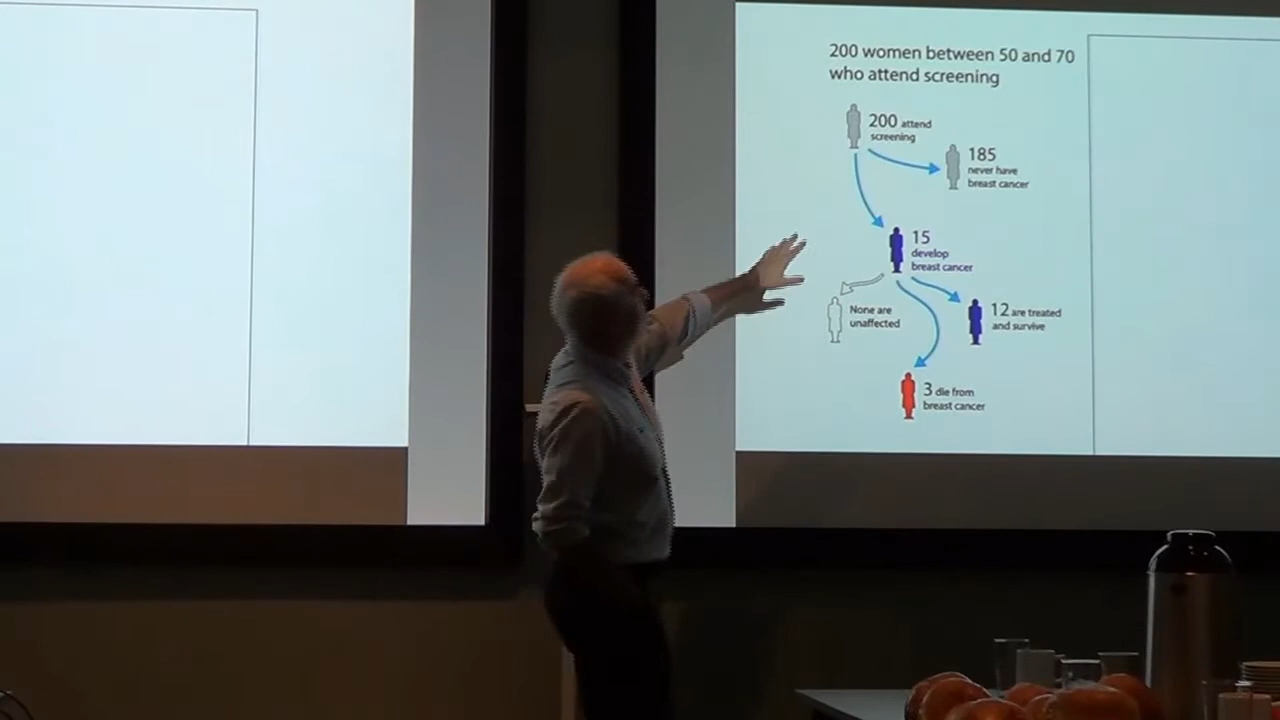 200 women between 50 and 70
who attend screening
200 attend
screening
185
never have
breast cancer
15
develop
breast cancer
None are
unaffected
12 are treated
and survive
3 die from
breast cancer